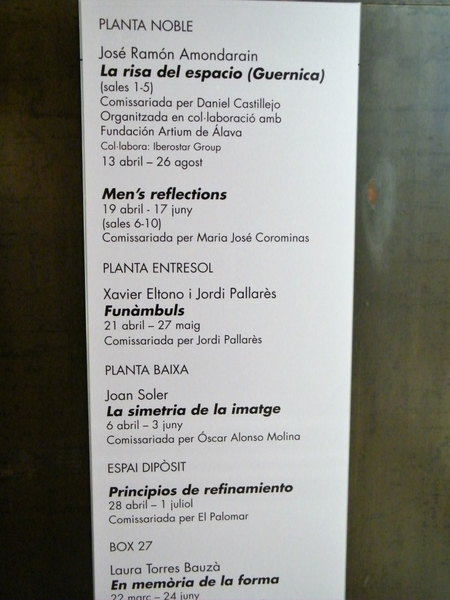 PLANTA NOBLE
José Ramón Amondarain
La risa del espacio (Guernica)
(sales 1-5)
Comissariada per Daniel Castillejo
Organitzada en col·laboració amb
Fundación Artium de Álava
Col·labora: Iberostar Group
13 abril – 26 agost
Men's reflections
19 abril - 17 juny
(sales 6-10)
Comissariada per Maria José Corominas
PLANTA ENTRESOL
Xavier Eltono i Jordi Pallarès
Funàmbuls
21 abril – 27 maig
Comissariada per Jordi Pallarès
PLANTA BAIXA
Joan Soler
La simetria de la imatge
6 abril – 3 juny
Comissariada per Óscar Alonso Molina
ESPAI DIPÒSIT
Principios de refinamiento
28 abril - 1 juliol
Comissariada per El Palomar
BOX 27
Laura Torres Bauzà
En memòria de la forma
22 març – 24 juny